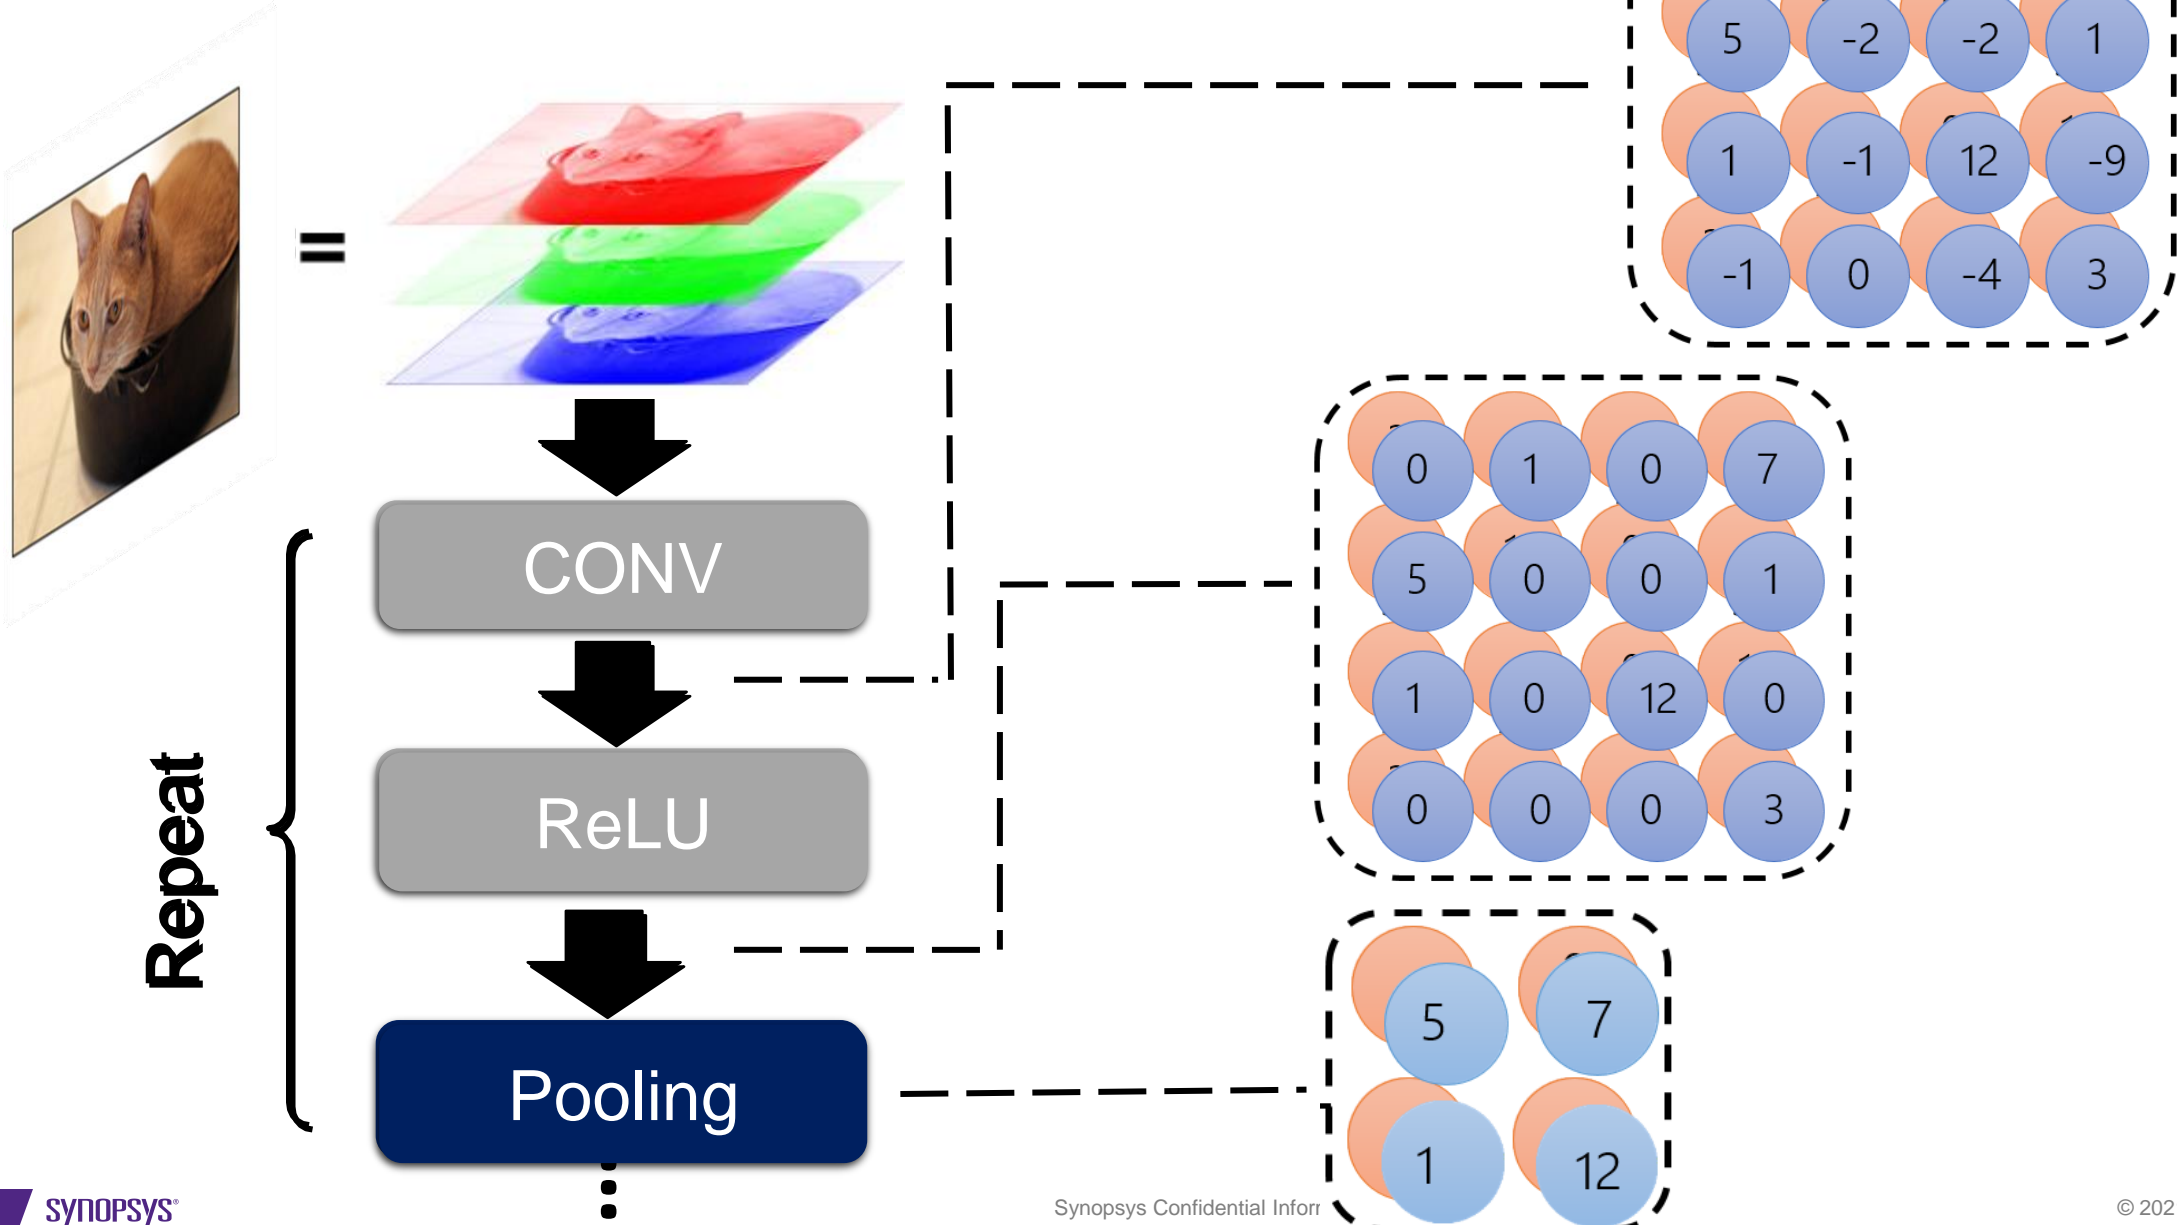 5 -2 -2 1
1 -1 12 -9
-1 0 -4 3
0 1 0 7
CONV
5 0 0 1
1 0 12 0
ReLU
0 0 0 3
Repeat
5 7
Pooling
1 12
SYNOPSYS®
Synopsys Confidential Infor
© 202